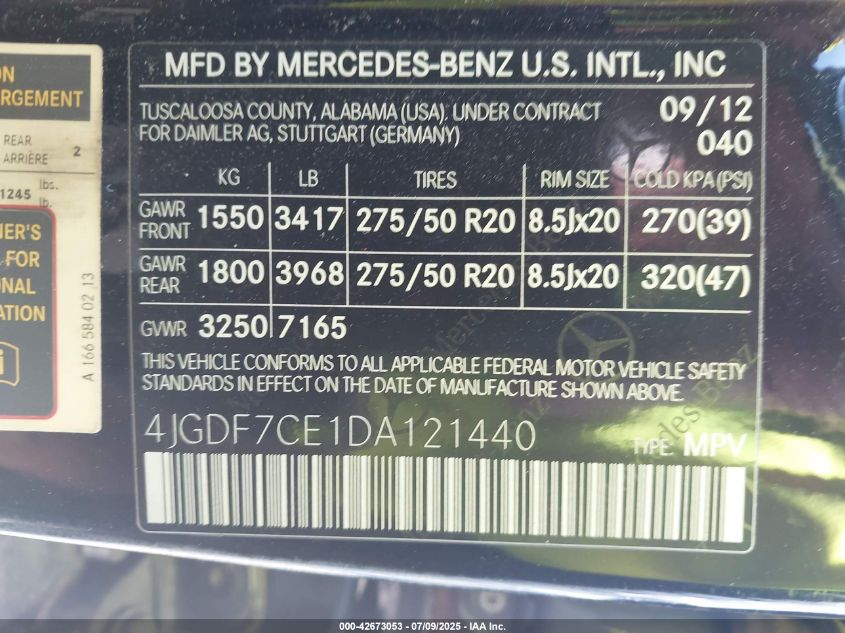 ON
ARGEMENT
REAR
ARRIÈRE 2
1245 lbs.
lb.
NER'S
FOR
ONAL
ATION
i
A 166 584 02 13
MFD BY MERCEDES-BENZ U.S. INTL., INC
TUSCALOOSA COUNTY, ALABAMA (USA). UNDER CONTRACT 09/12
FOR DAIMLER AG, STUTTGART (GERMANY) 040
KG LB TIRES RIM SIZE COLD KPA(PSI)
GAWR FRONT 1550 3417 275/50 R20 8.5Jx20 270(39)
GAWR REAR 1800 3968 275/50 R20 8.5Jx20 320(47)
GVWR 3250 7165
THIS VEHICLE CONFORMS TO ALL APPLICABLE FEDERAL MOTOR VEHICLE SAFETY
STANDARDS IN EFFECT ON THE DATE OF MANUFACTURE SHOWN ABOVE.
4JGDF7CE1DA121440 TYPE: MPV
000-42673053 / 07/09/2025 - IAA Inc.